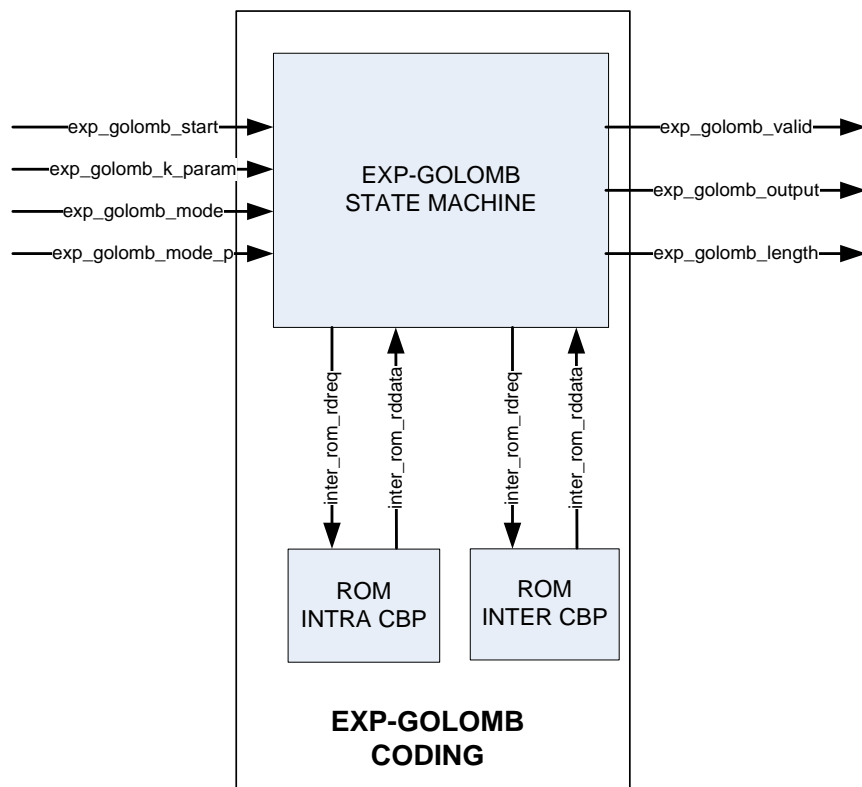 exp_golomb_start
exp_golomb_k_param
exp_golomb_mode
exp_golomb_mode_p
EXP-GOLOMB
STATE MACHINE
exp_golomb_valid
exp_golomb_output
exp_golomb_length
inter_rom_rdreq
inter_rom_rddata
inter_rom_rdreq
inter_rom_rddata
ROM
INTRA CBP
ROM
INTER CBP
EXP-GOLOMB
CODING